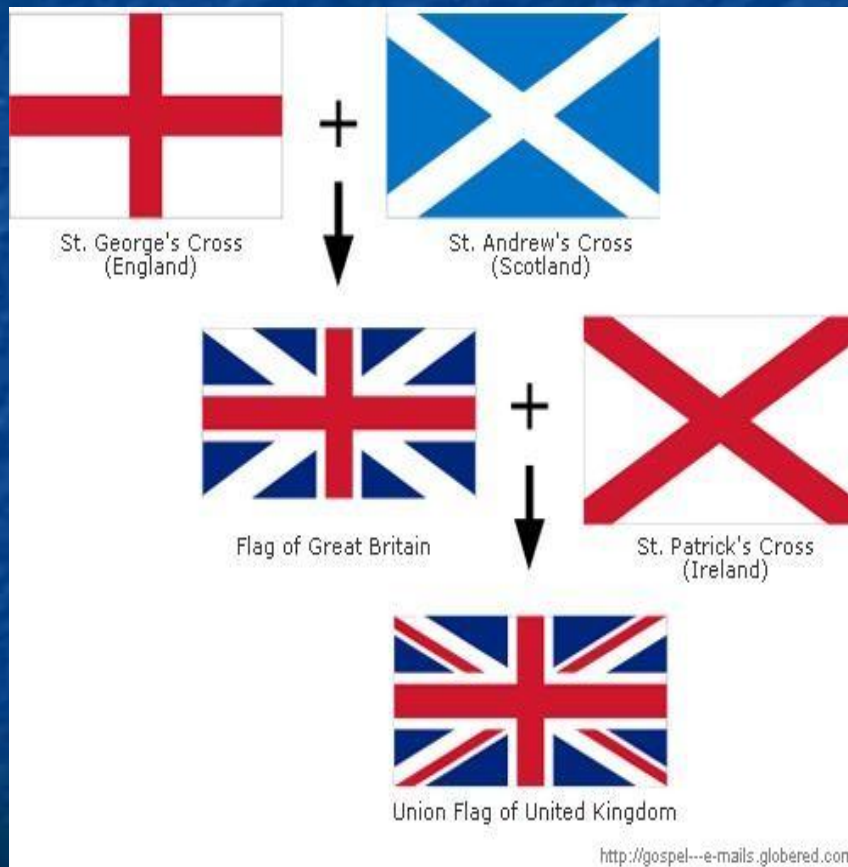 St. George's Cross
(England)
St. Andrew's Cross
(Scotland)
Flag of Great Britain
St. Patrick's Cross
(Ireland)
Union Flag of United Kingdom
http://gospel---e-mails.globered.com